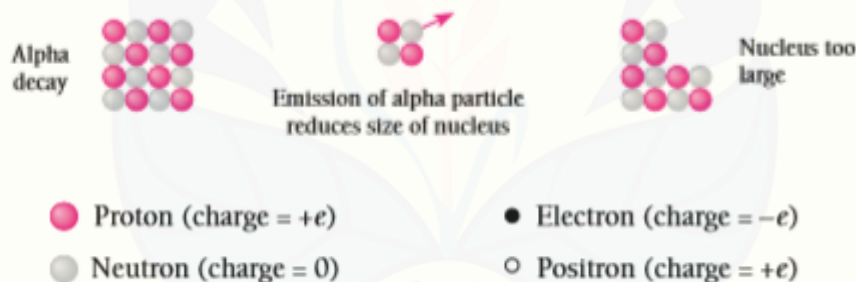 Alpha
decay
Emission of alpha particle
reduces size of nucleus
Nucleus too
large
Proton (charge = +e)
Electron (charge = −e)
Neutron (charge = 0)
Positron (charge = +e)